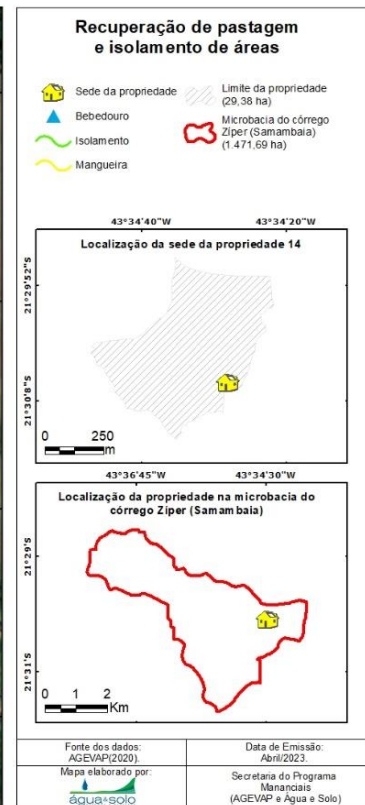 Recuperação de pastagem
e isolamento de áreas
Sede da propriedade
Bebedouro
Isolamento
Mangueira
Limite da propriedade
(29,38 ha)
Microbacia do córrego
Zíper (Samambaia)
(1.471,69 ha)
43°34'40"W 43°34'20"W
Localização da sede da propriedade 14
21°29'52"S
21°30'8"S
0 250
m
43°36'45"W 43°34'30"W
Localização da propriedade na microbacia do
córrego Zíper (Samambaia)
21°29'S
21°31'S
0 1 2
Km
Fonte dos dados:
AGEVAP(2020).
Data de Emissão:
Abril/2023.
Mapa elaborado por:
água e solo
Secretaria do Programa
Mananciais
(AGEVAP e Água e Solo)